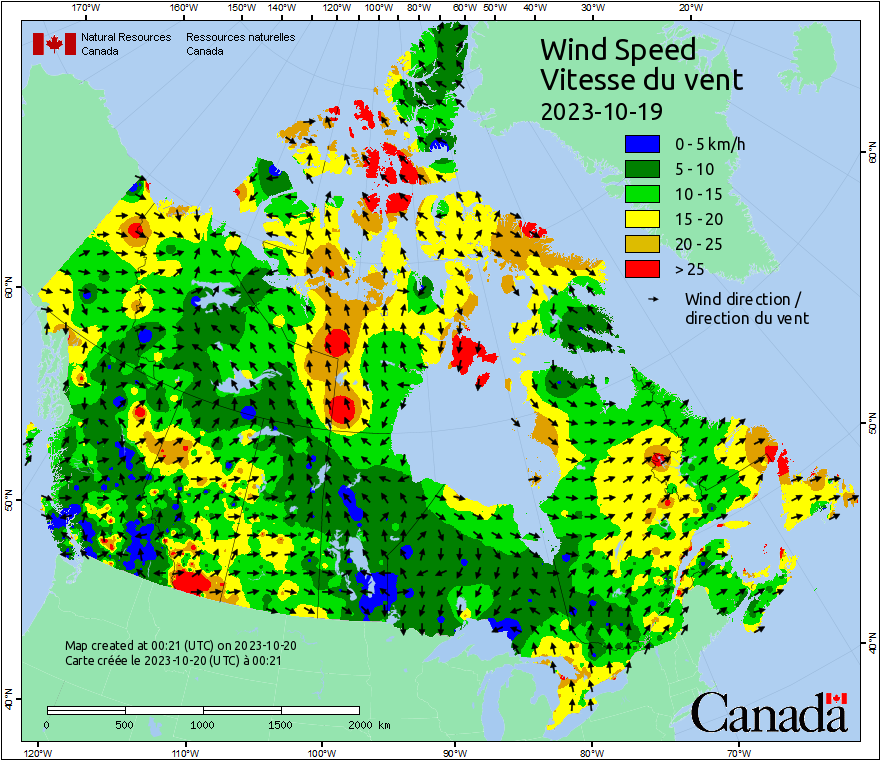 170°W 160°W 150°W 140°W 130°W 120°W 110°W 100°W 90°W 80°W 70°W 60°W 50°W 40°W 30°W 20°W
Natural Resources Canada
Ressources naturelles Canada
Wind Speed
Vitesse du vent
2023-10-19
0 - 5 km/h
5 - 10
10 - 15
15 - 20
20 - 25
> 25
Wind direction /
direction du vent
60°N
60°N
50°N
50°N
40°N
40°N
Map created at 00:21 (UTC) on 2023-10-20
Carte créée le 2023-10-20 (UTC) à 00:21
0 500 1000 1500 2000 km
Canada
120°W 110°W 100°W 90°W 80°W 70°W